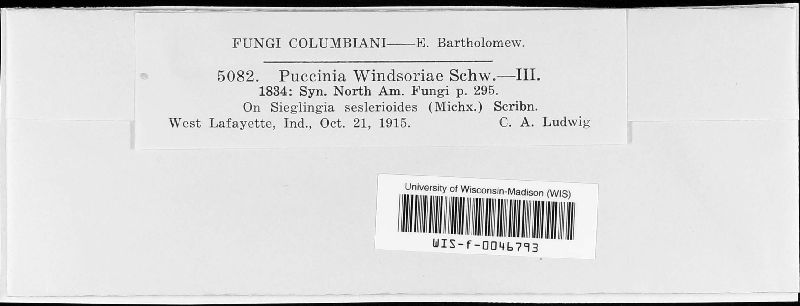 FUNGI COLUMBIANI—E. Bartholomew.
5082. Puccinia Windsoriae Schw.—III.
1834: Syn. North Am. Fungi p. 295.
On Sieglingia seslerioides (Michx.) Scribn.
West Lafayette, Ind., Oct. 21, 1915. C. A. Ludwig
University of Wisconsin-Madison (WIS)
WIS-f-0046793